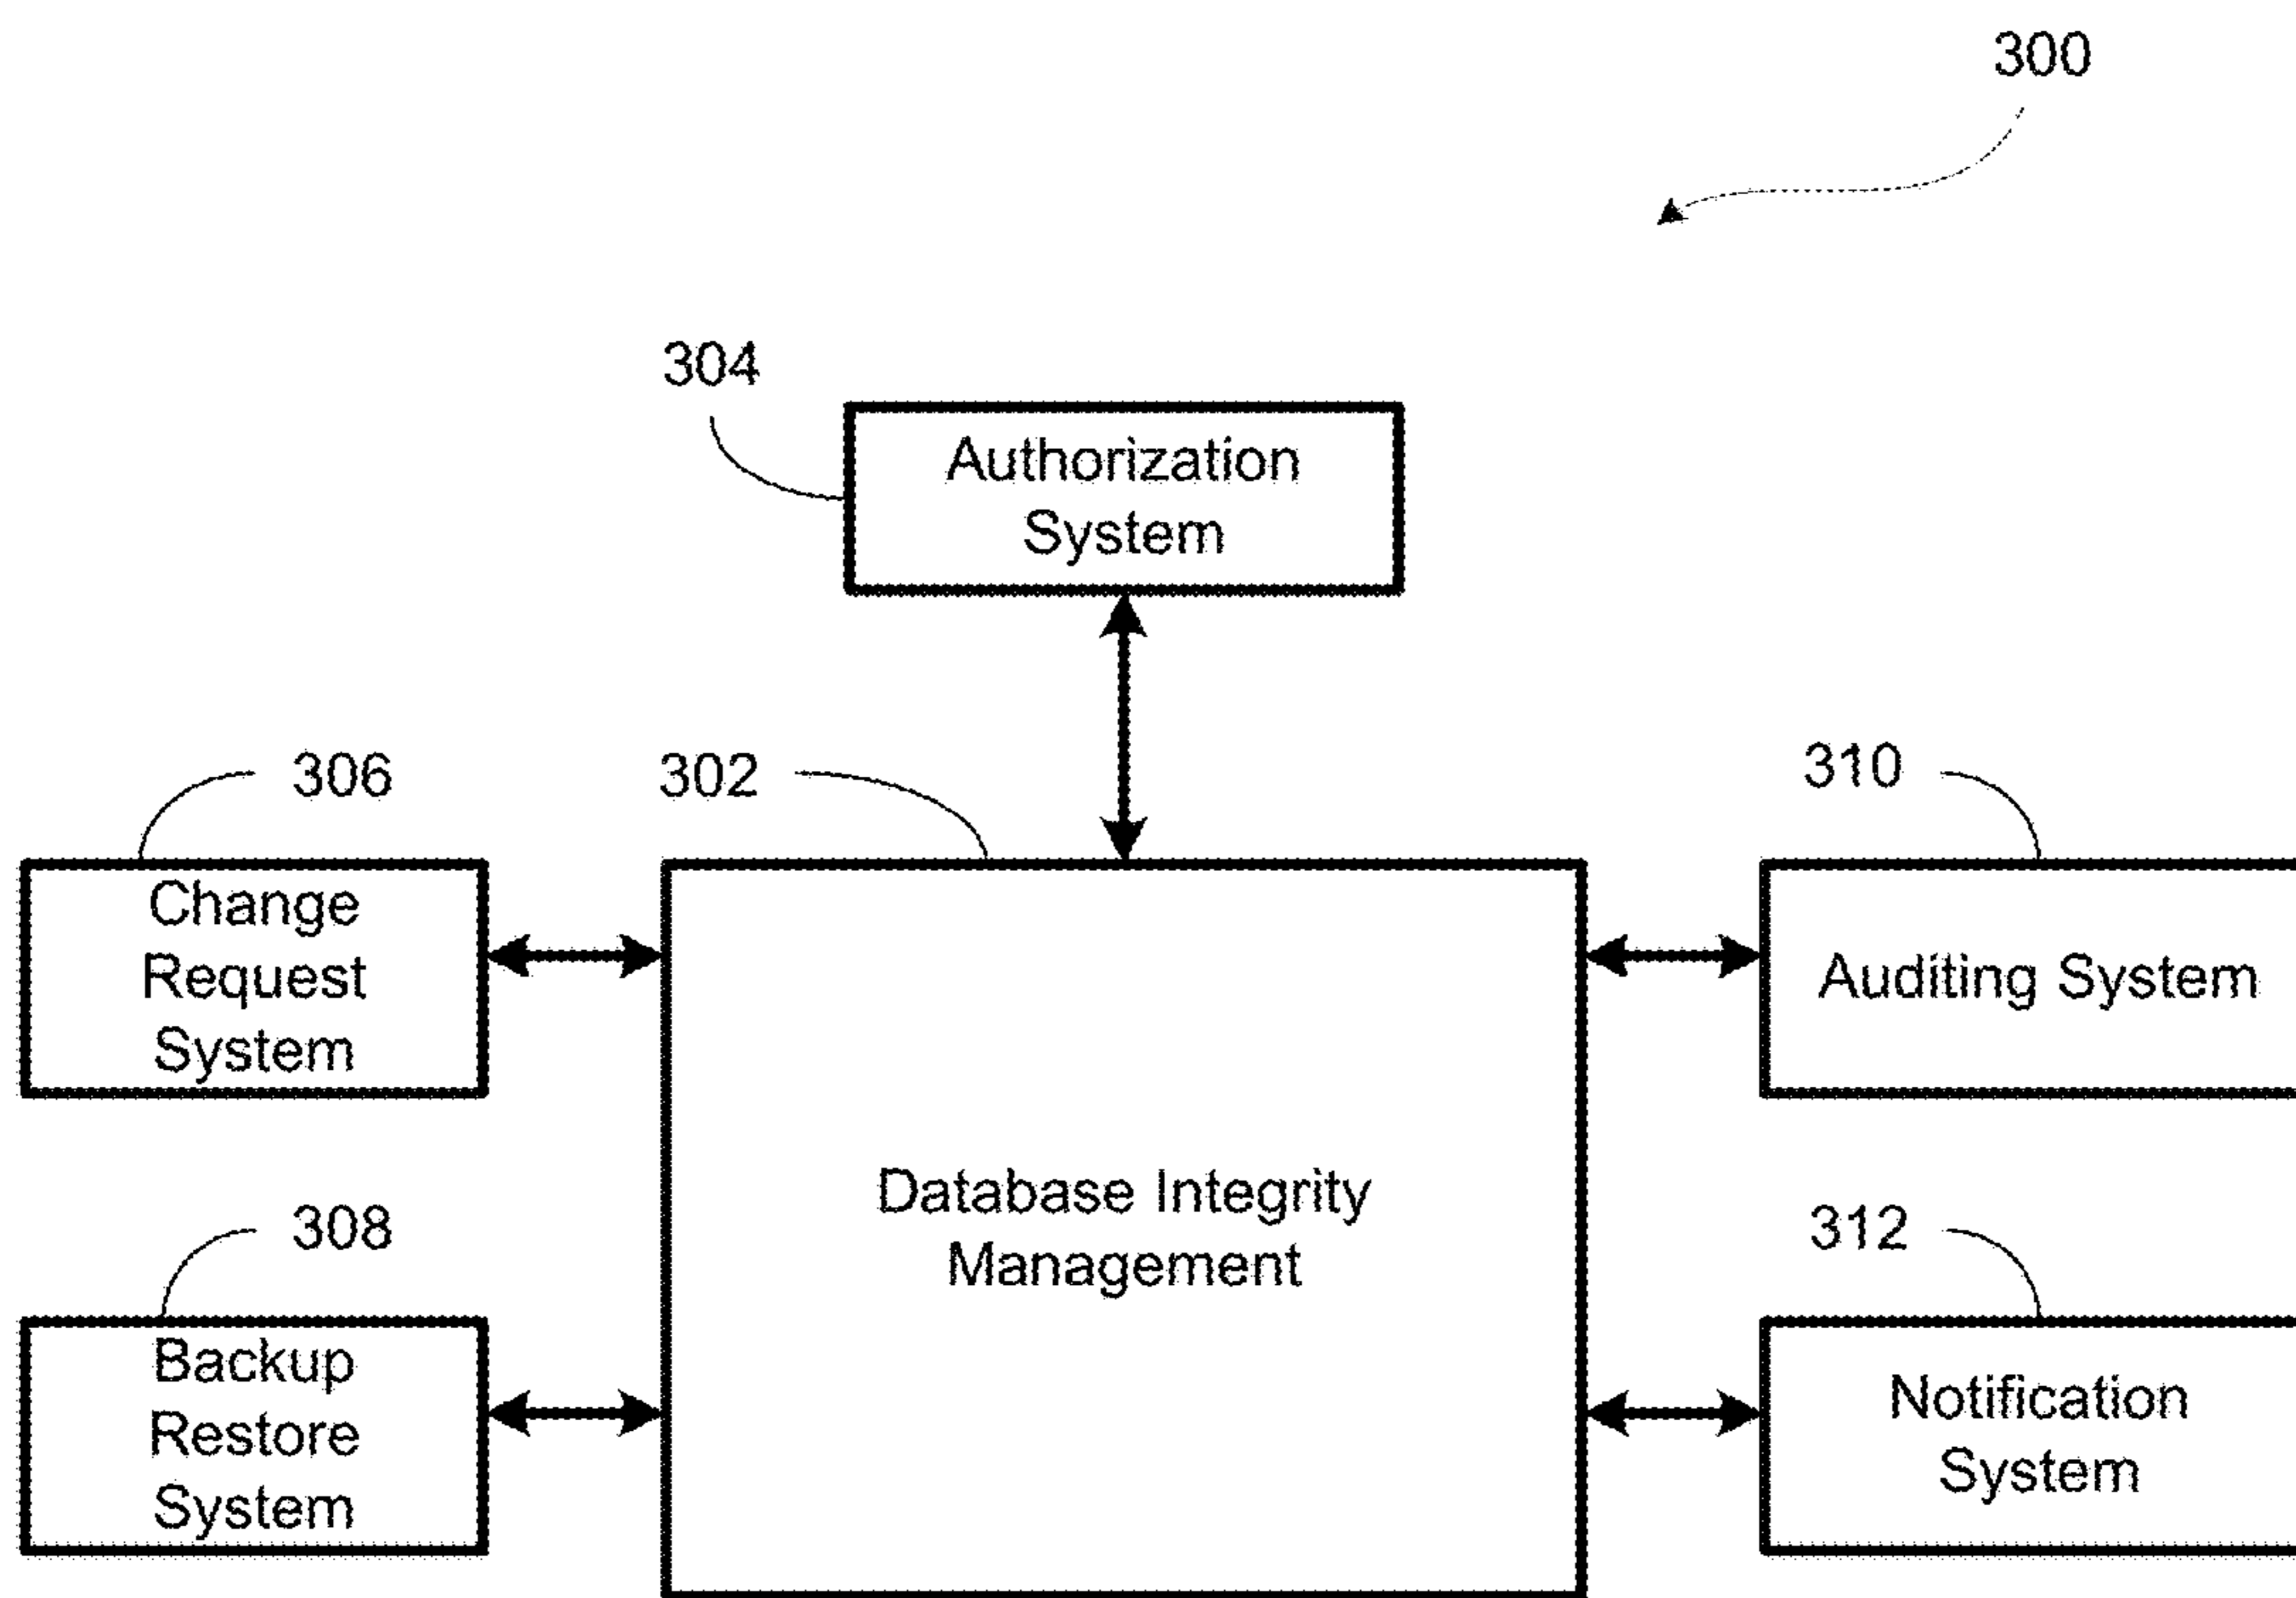 300
304
Authorization
System
306
302
310
Change
Request
System
Auditing System
Database Integrity
Management
308
312
Backup
Restore
System
Notification
System